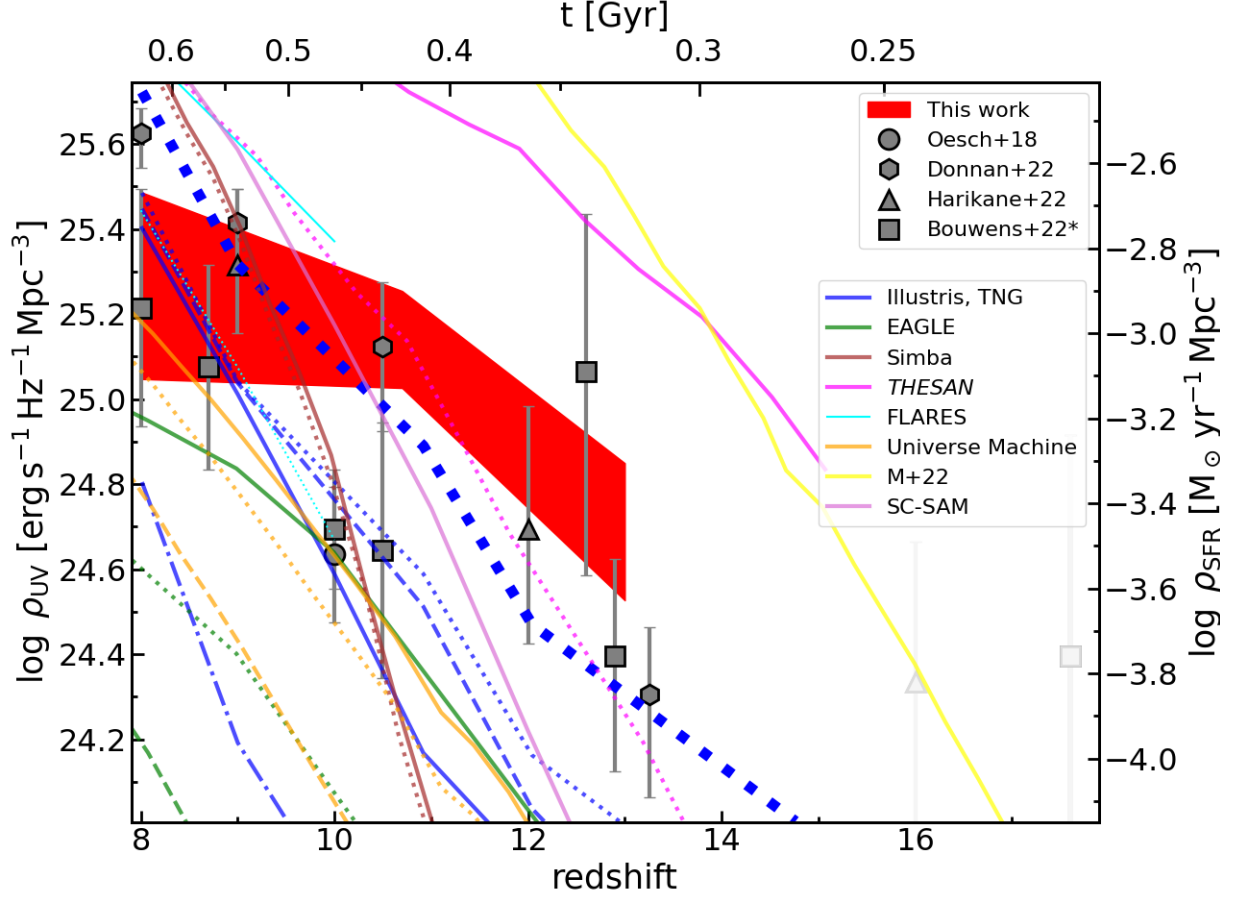 t [Gyr]
0.6 0.5 0.4 0.3 0.25
log ρUV [erg s⁻¹ Hz⁻¹ Mpc⁻³]
25.6
25.4
25.2
25.0
24.8
24.6
24.4
24.2
This work
Oesch+18
Donnan+22
Harikane+22
Bouwens+22*
Illustris, TNG
EAGLE
Simba
THESAN
FLARES
Universe Machine
M+22
SC-SAM
−2.6
−2.8
−3.0
−3.2
−3.4
−3.6
−3.8
−4.0
log ρSFR [M⊙ yr⁻¹ Mpc⁻³]
8 10 12 14 16
redshift